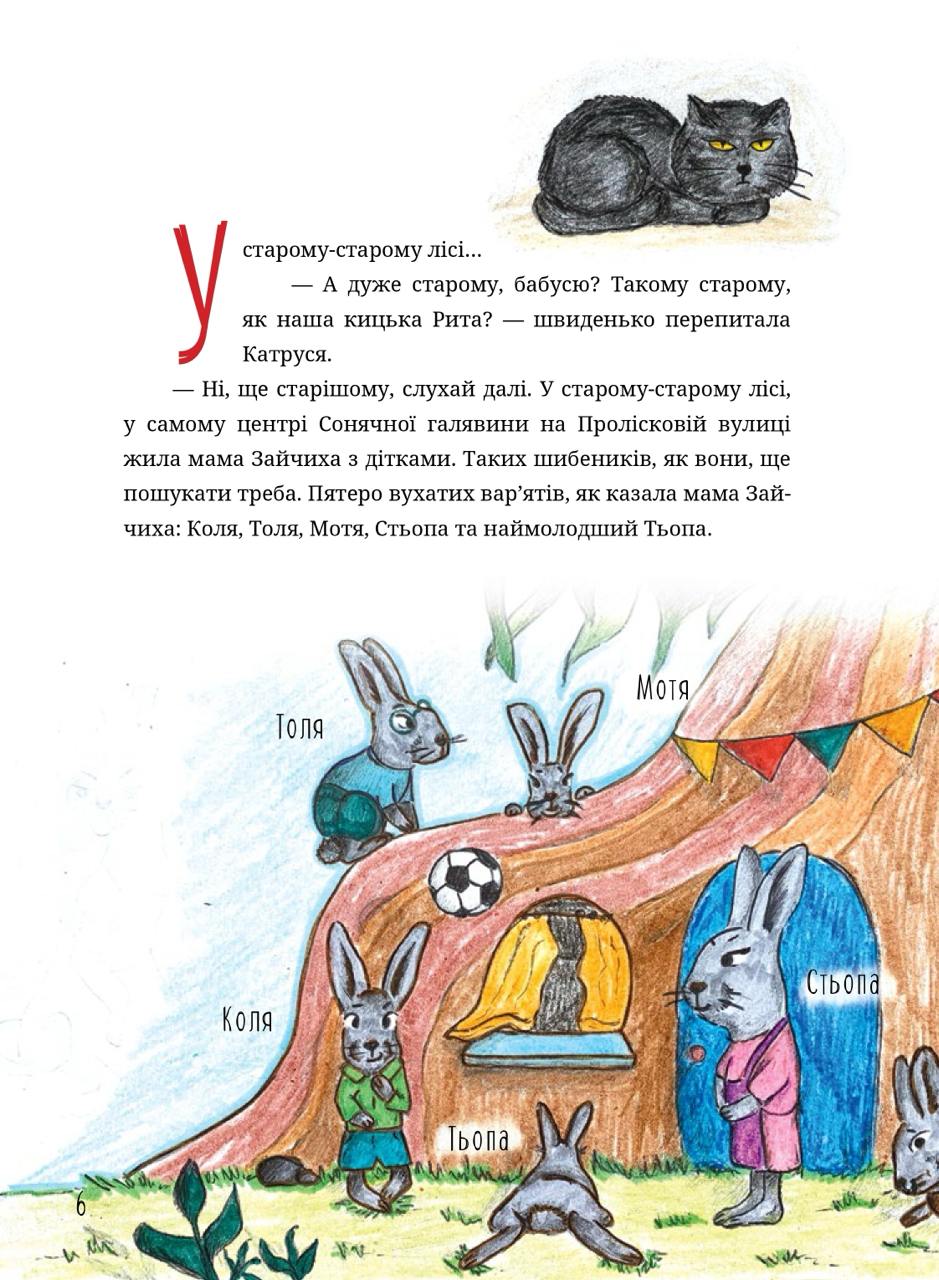 У старому-старому лісі...
— А дуже старому, бабусю? Такому старому,
як наша кицька Рита? — швиденько перепитала
Катруся.
— Ні, ще старішому, слухай далі. У старому-старому лісі,
у самому центрі Сонячної галявини на Пролісковій вулиці
жила мама Зайчиха з дітками. Таких шибеників, як вони, ще
пошукати треба. Пятеро вухатих вар’ятів, як казала мама Зай-
чиха: Коля, Толя, Мотя, Стьопа та наймолодший Тьопа.
Мотя
Толя
Стьопа
Коля
Тьопа
6